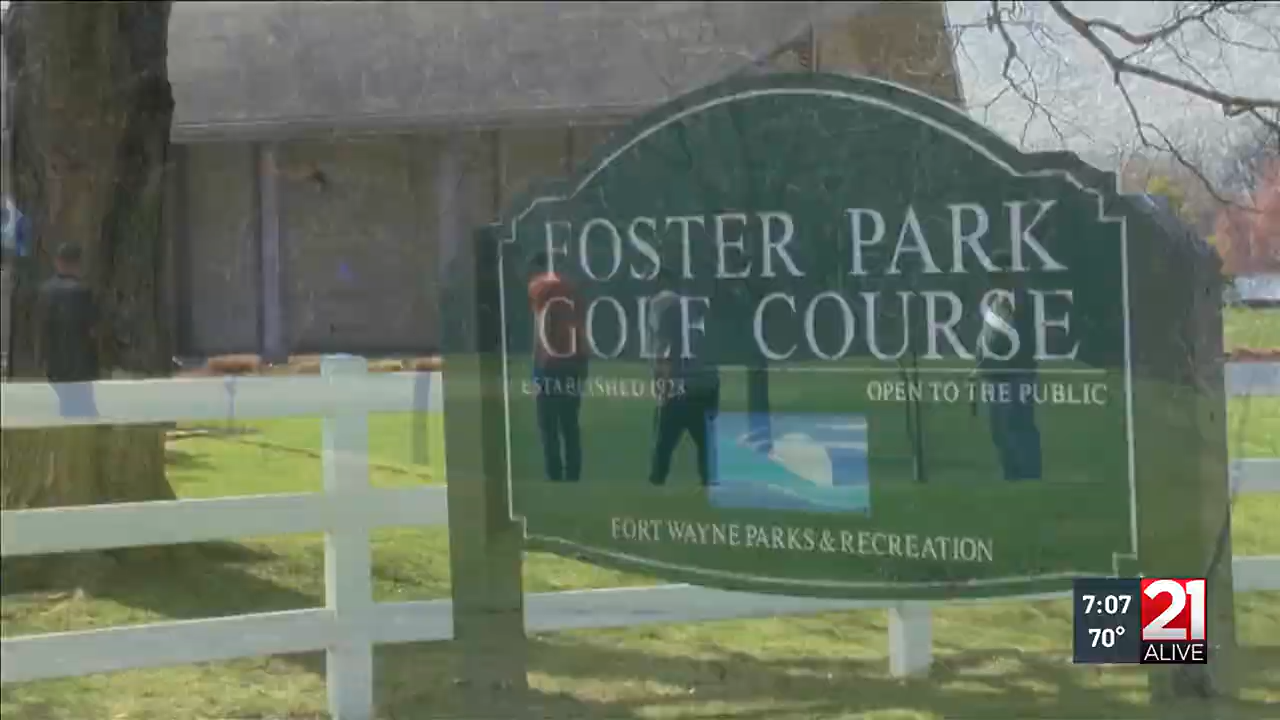 FOSTER PARK
GOLF COURSE
ESTABLISHED 1928
OPEN TO THE PUBLIC
FORT WAYNE PARKS & RECREATION
7:07
70°
21
ALIVE